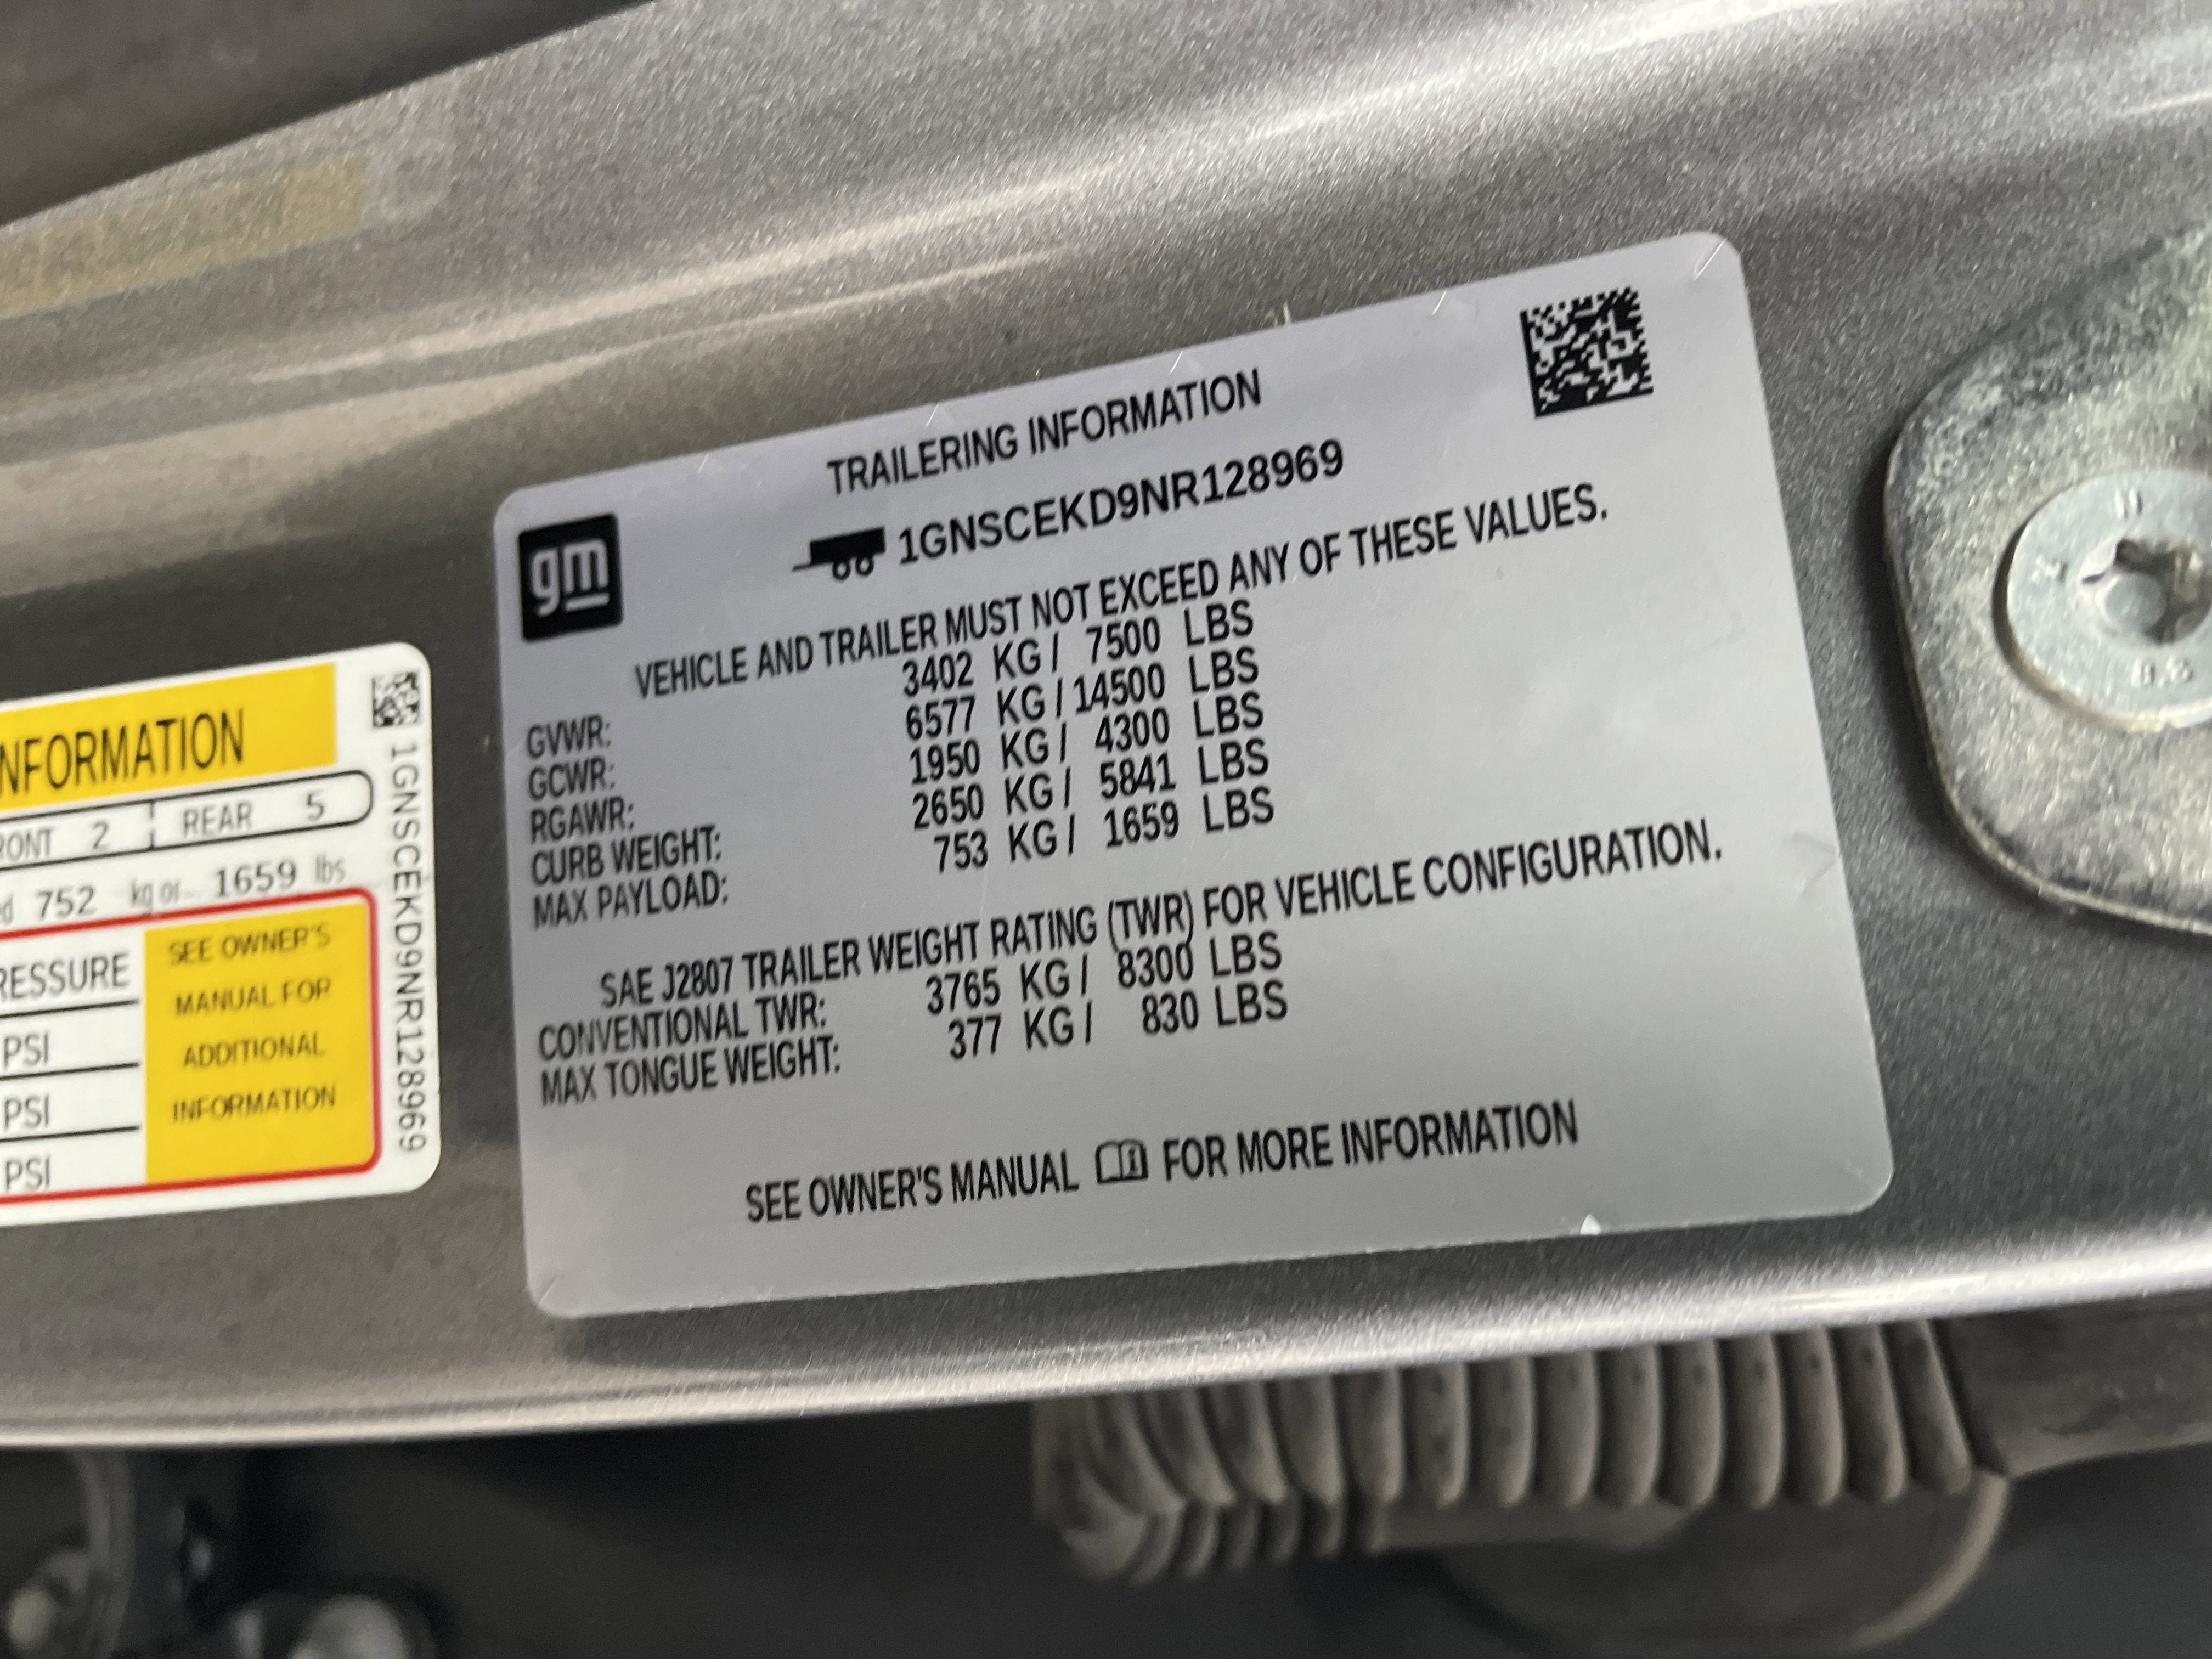 TRAILERING INFORMATION
1GNSCEKD9NR128969
gm
VEHICLE AND TRAILER MUST NOT EXCEED ANY OF THESE VALUES.
GVWR: 3402 KG / 7500 LBS
GCWR: 6577 KG / 14500 LBS
RGAWR: 1950 KG / 4300 LBS
CURB WEIGHT: 2650 KG / 5841 LBS
MAX PAYLOAD: 753 KG / 1659 LBS
SAE J2807 TRAILER WEIGHT RATING (TWR) FOR VEHICLE CONFIGURATION.
CONVENTIONAL TWR: 3765 KG / 8300 LBS
MAX TONGUE WEIGHT: 377 KG / 830 LBS
SEE OWNER'S MANUAL FOR MORE INFORMATION
NFORMATION
RONT 2 REAR 5
d 752 kg or 1659 lbs
RESSURE
PSI
PSI
PSI
SEE OWNER'S
MANUAL FOR
ADDITIONAL
INFORMATION
1GNSCEKD9NR128969